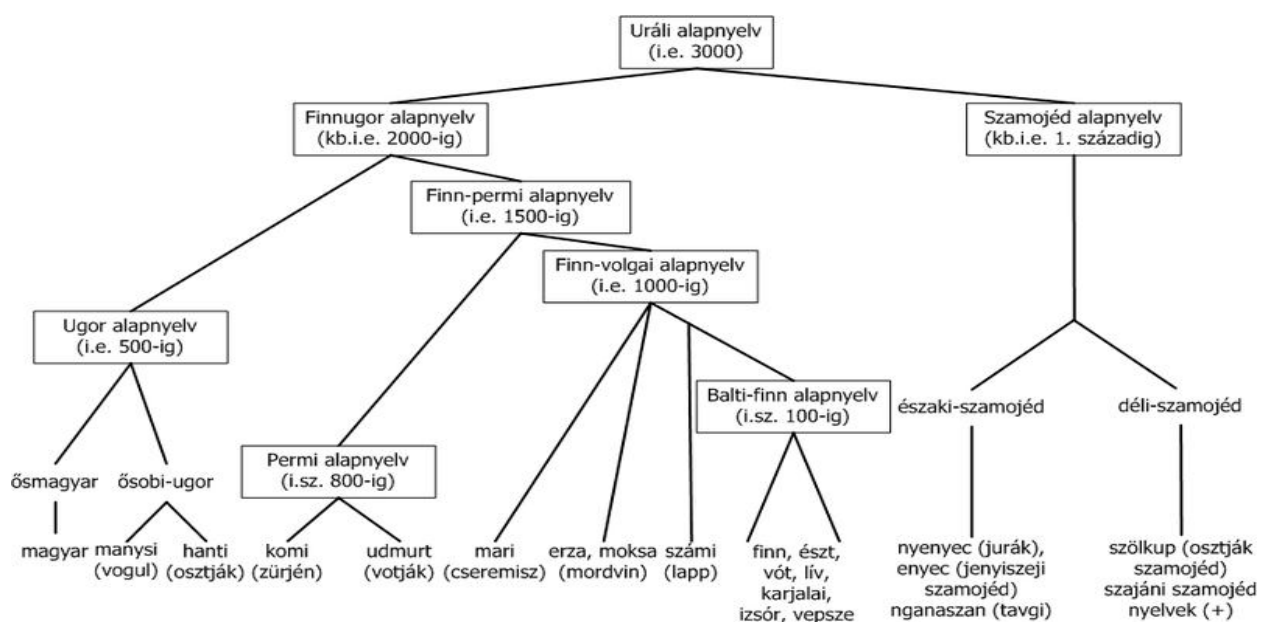 Uráli alapnyelv
(i.e. 3000)
Finnugor alapnyelv
(kb.i.e. 2000-ig)
Szamojéd alapnyelv
(kb.i.e. 1. századig)
Finn-permi alapnyelv
(i.e. 1500-ig)
Finn-volgai alapnyelv
(i.e. 1000-ig)
Ugor alapnyelv
(i.e. 500-ig)
Balti-finn alapnyelv
(i.sz. 100-ig)
északi-szamojéd
déli-szamojéd
Permi alapnyelv
(i.sz. 800-ig)
ősmagyar
ősobi-ugor
magyar
manysi
(vogul)
hanti
(osztják)
komi
(zürjén)
udmurt
(votják)
mari
(cseremisz)
erza, moksa
(mordvin)
számi
(lapp)
finn, észt,
vót, lív,
karjalai,
izsór, vepsze
nyenyec (jurák),
enyec (jenyiszeji
szamojéd)
nganaszan (tavgi)
szölkup (osztják
szamojéd)
szajáni szamojéd
nyelvek (+)